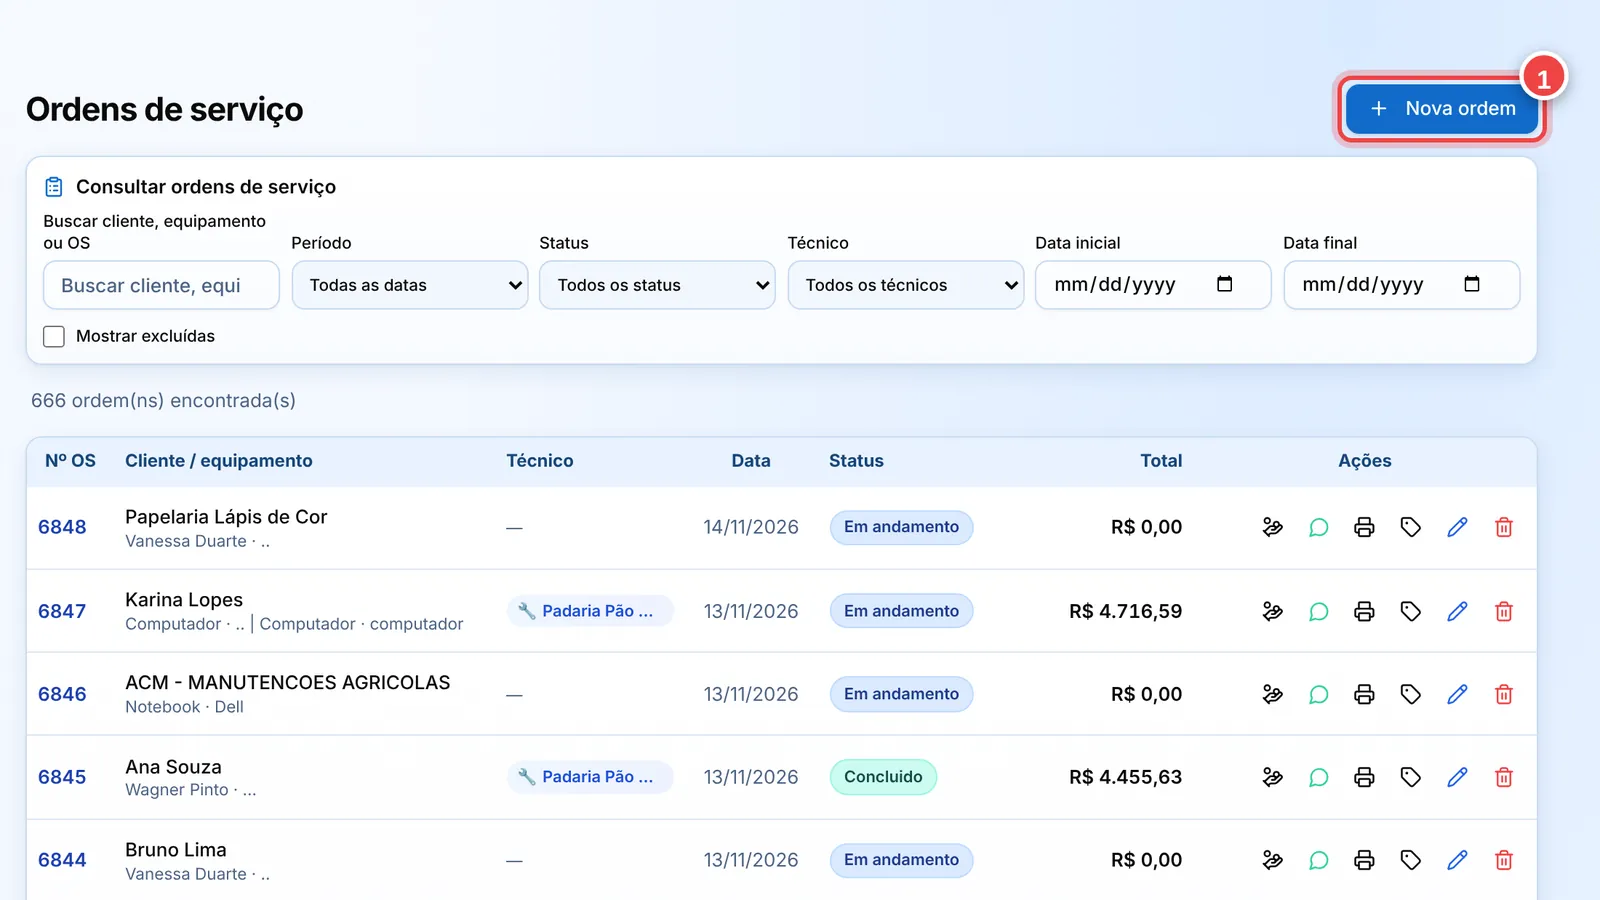 Ordens de serviço
+ Nova ordem
1
Consultar ordens de serviço
Buscar cliente, equipamento
ou OS
Período
Status
Técnico
Data inicial
Data final
Buscar cliente, equi
Todas as datas
Todos os status
Todos os técnicos
mm/dd/yyyy
mm/dd/yyyy
Mostrar excluídas
666 ordem(ns) encontrada(s)
Nº OS Cliente / equipamento Técnico Data Status Total Ações
6848 Papelaria Lápis de Cor — 14/11/2026 Em andamento R$ 0,00
Vanessa Duarte · ..
6847 Karina Lopes Padaria Pão ... 13/11/2026 Em andamento R$ 4.716,59
Computador · .. | Computador · computador
6846 ACM - MANUTENCOES AGRICOLAS — 13/11/2026 Em andamento R$ 0,00
Notebook · Dell
6845 Ana Souza Padaria Pão ... 13/11/2026 Concluido R$ 4.455,63
Wagner Pinto · ...
6844 Bruno Lima — 13/11/2026 Em andamento R$ 0,00
Vanessa Duarte · ..